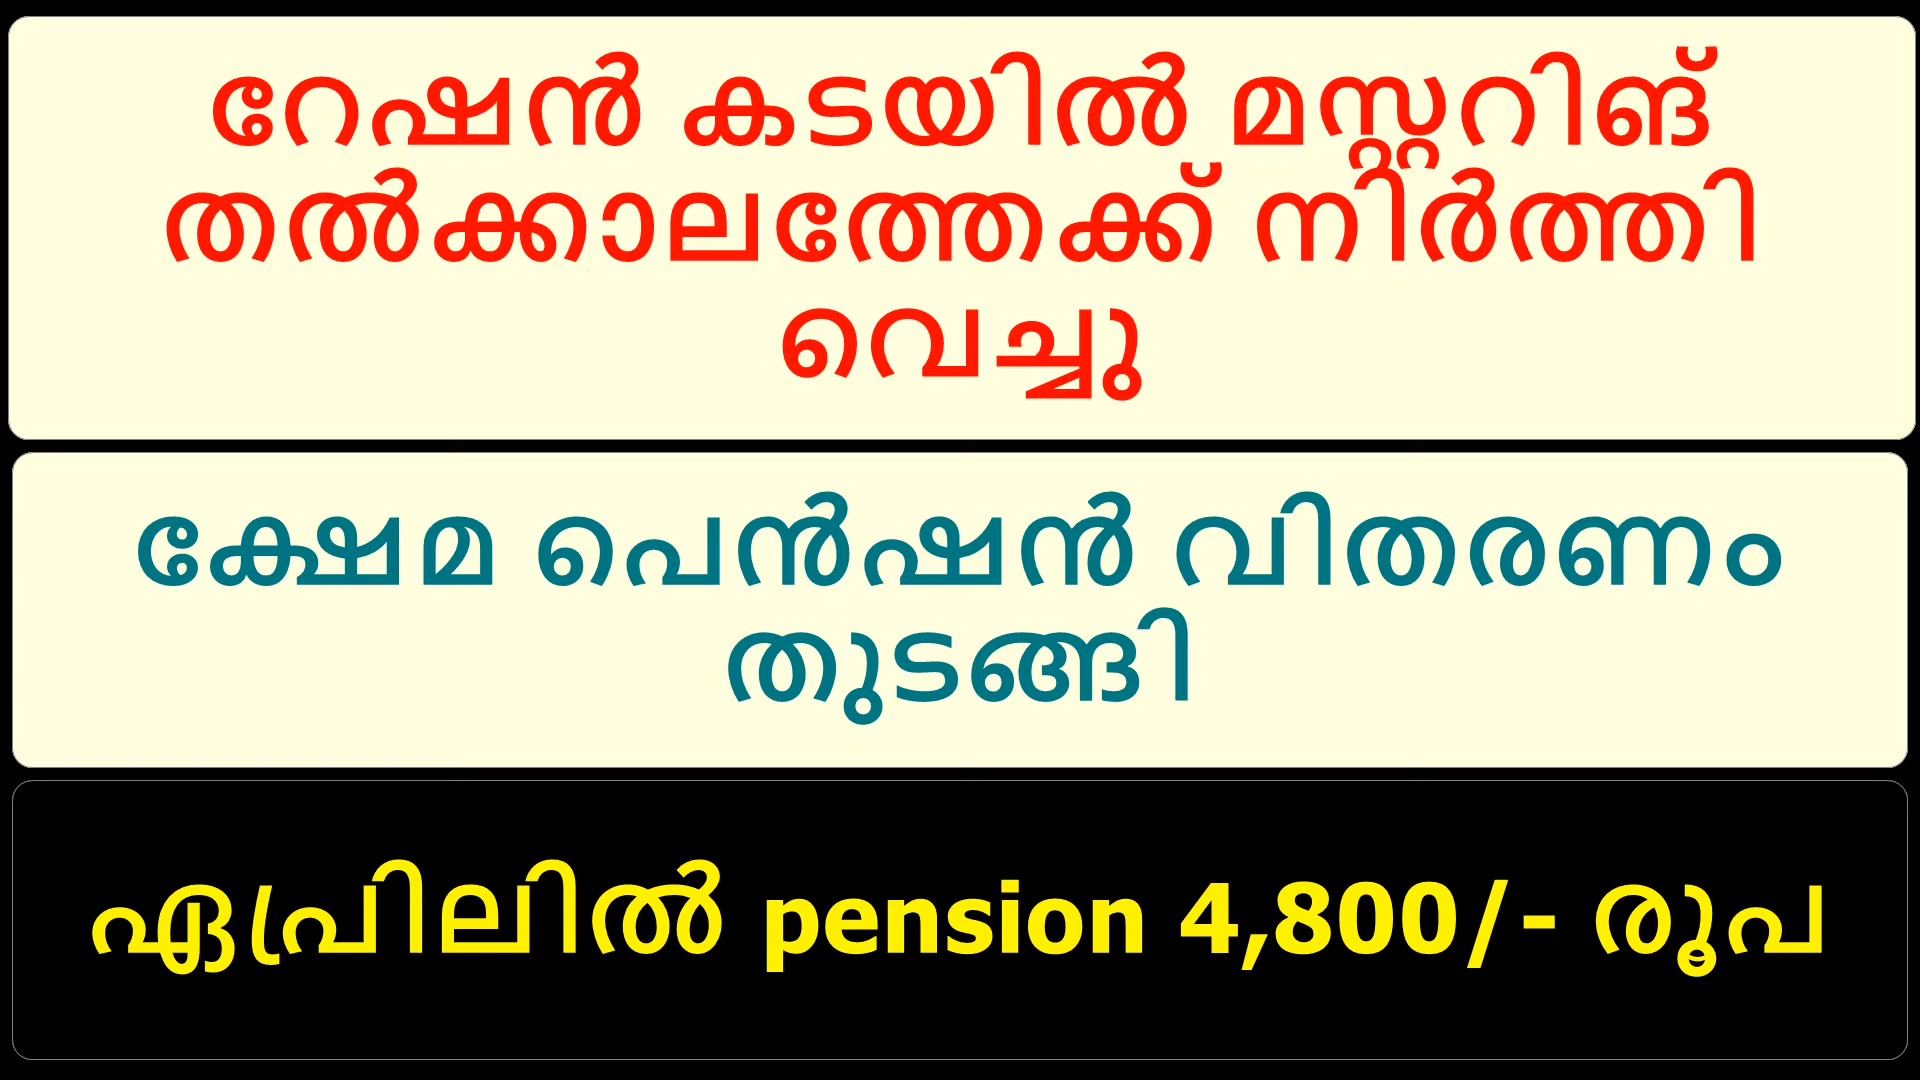 റേഷൻ കടയിൽ മസ്റ്ററിങ്
തൽക്കാലത്തേക്ക് നിർത്തി
വെച്ചു
ക്ഷേമ പെൻഷൻ വിതരണം
തുടങ്ങി
ഏപ്രിലിൽ pension 4,800/- രൂപ